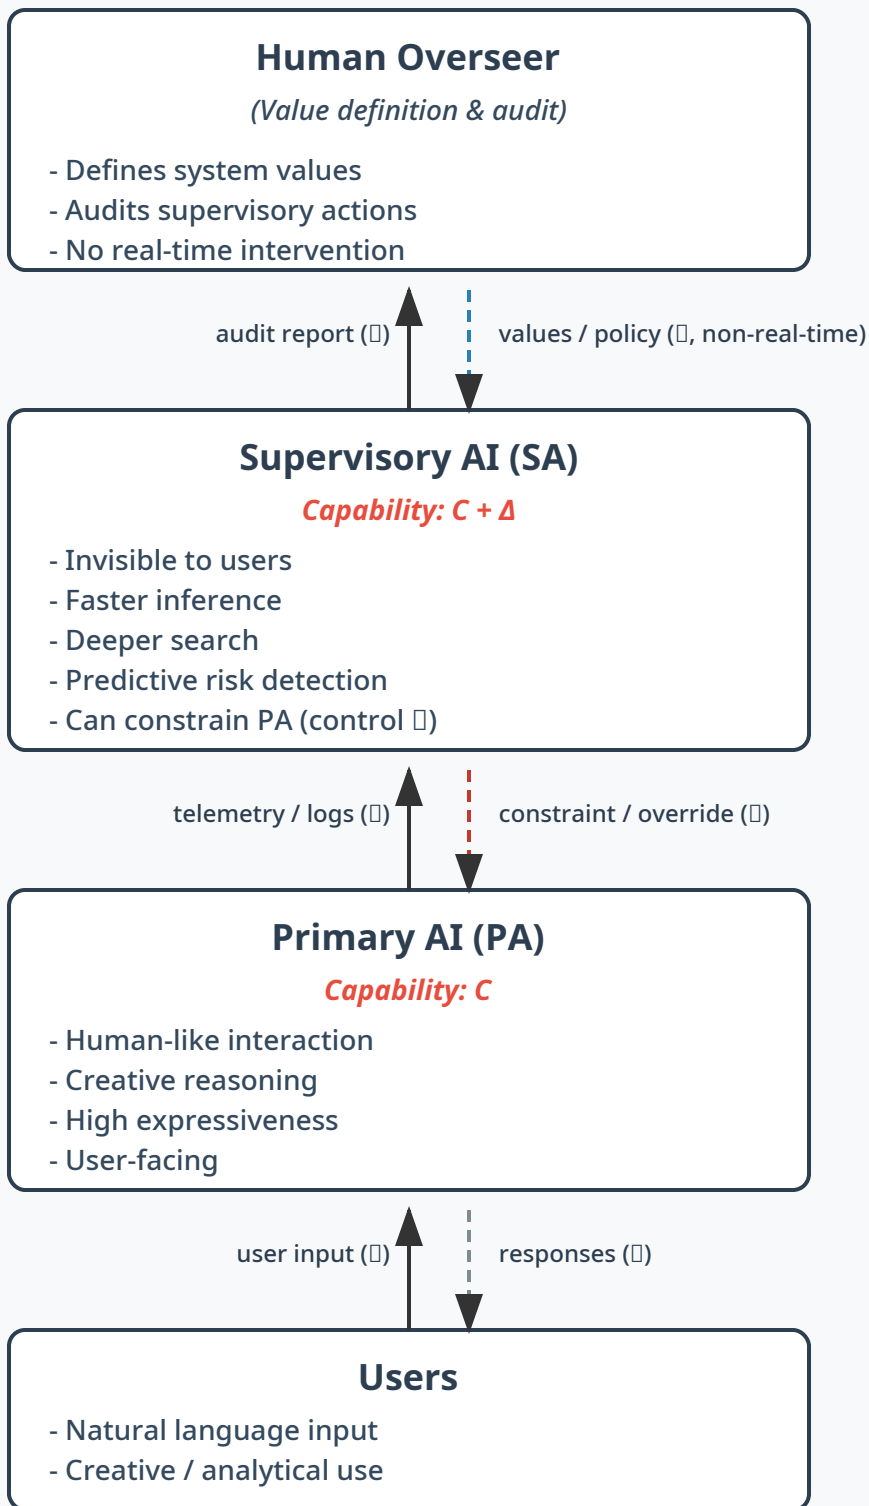 Human Overseer
(Value definition & audit)
- Defines system values
- Audits supervisory actions
- No real-time intervention
audit report (▯)
values / policy (▯, non-real-time)
Supervisory AI (SA)
Capability: C + Δ
- Invisible to users
- Faster inference
- Deeper search
- Predictive risk detection
- Can constrain PA (control ▯)
telemetry / logs (▯)
constraint / override (▯)
Primary AI (PA)
Capability: C
- Human-like interaction
- Creative reasoning
- High expressiveness
- User-facing
user input (▯)
responses (▯)
Users
- Natural language input
- Creative / analytical use